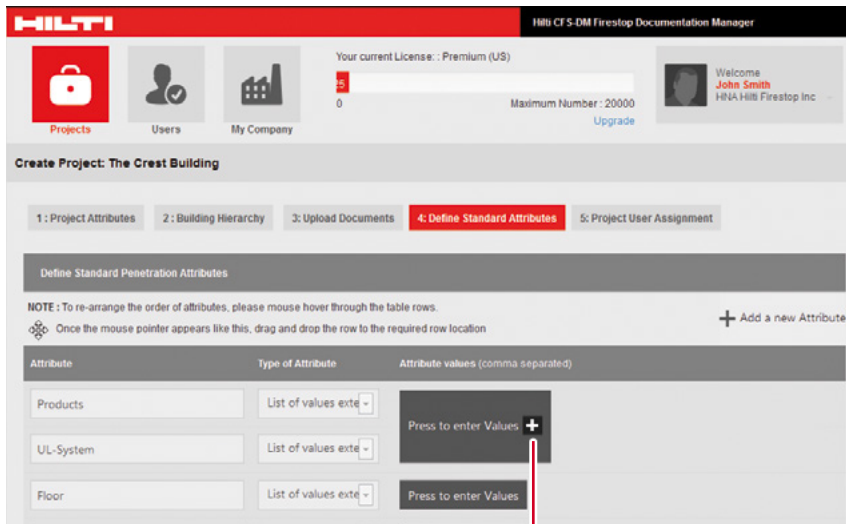 HILTI
Hilti CFS-DM Firestop Documentation Manager
Your current License: : Premium (US)
25
0
Maximum Number : 20000
Upgrade
Welcome
John Smith
HNA Hilti Firestop Inc
Projects
Users
My Company
Create Project: The Crest Building
1 : Project Attributes
2 : Building Hierarchy
3: Upload Documents
4: Define Standard Attributes
5: Project User Assignment
Define Standard Penetration Attributes
NOTE : To re-arrange the order of attributes, please mouse hover through the table rows.
Once the mouse pointer appears like this, drag and drop the row to the required row location
Add a new Attribute
Attribute
Type of Attribute
Attribute values (comma separated)
Products
List of values exte
Press to enter Values
UL-System
List of values exte
Floor
List of values exte
Press to enter Values